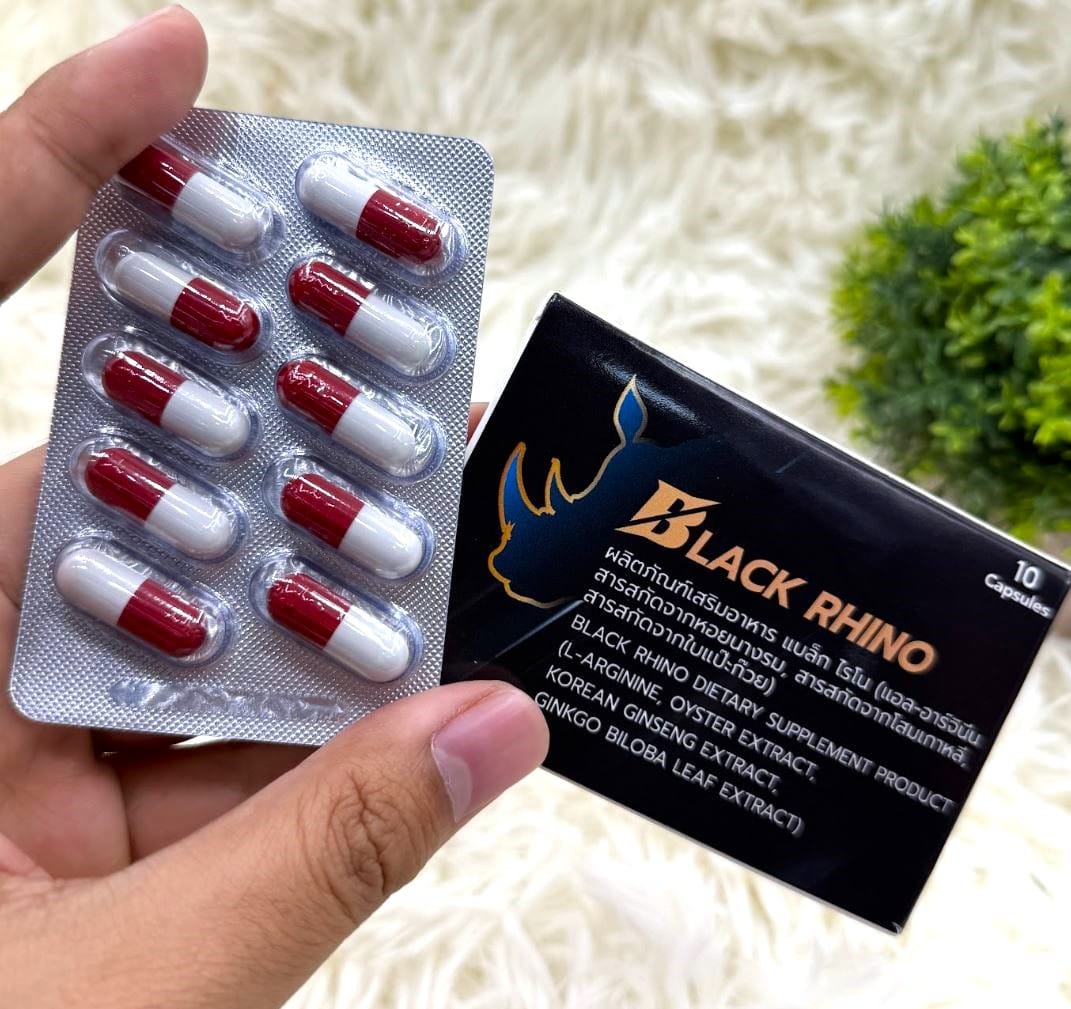 BLACK RHINO
10
Capsules
ผลิตภัณฑ์เสริมอาหาร แบล็ก ไรโน (แอล-อาร์จินีน
สารสกัดจากหอยนางรม, สารสกัดจากโสมเกาหลี,
สารสกัดจากใบแป๊ะก๊วย)
BLACK RHINO DIETARY SUPPLEMENT PRODUCT
(L-ARGININE, OYSTER EXTRACT,
KOREAN GINSENG EXTRACT,
GINKGO BILOBA LEAF EXTRACT)